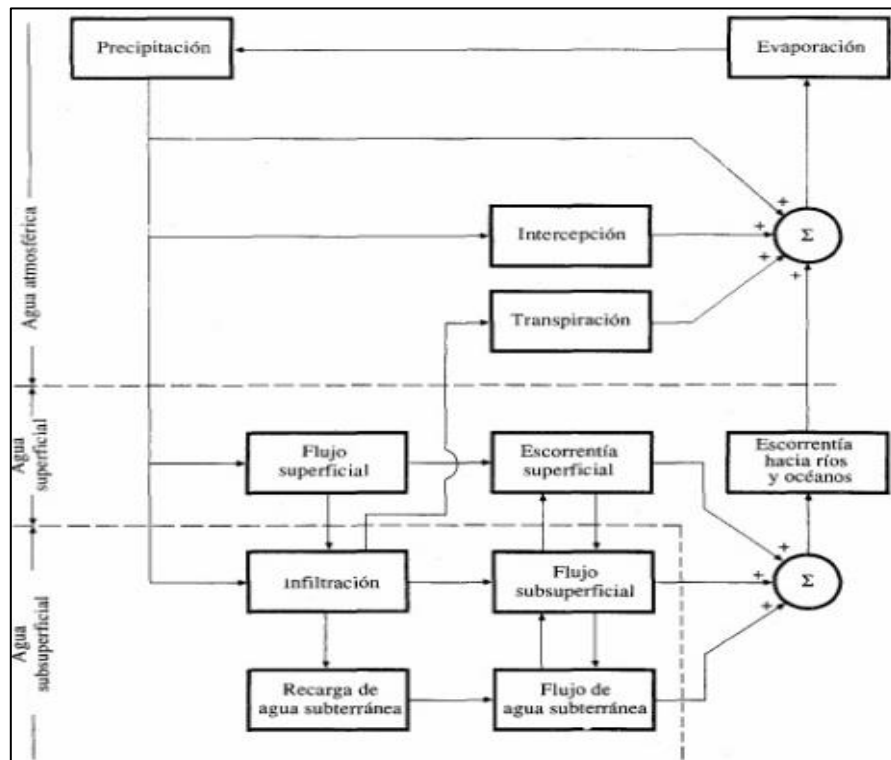 Precipitación
Evaporación
Agua atmosférica
+
Intercepción
+
Σ
+
+
Transpiración
Agua
superficial
Flujo
superficial
Escorrentía
superficial
Escorrentía
hacia ríos
y océanos
Agua
subsuperficial
Infiltración
Flujo
subsuperficial
+
+
Σ
+
Recarga de
agua subterránea
Flujo de
agua subterránea